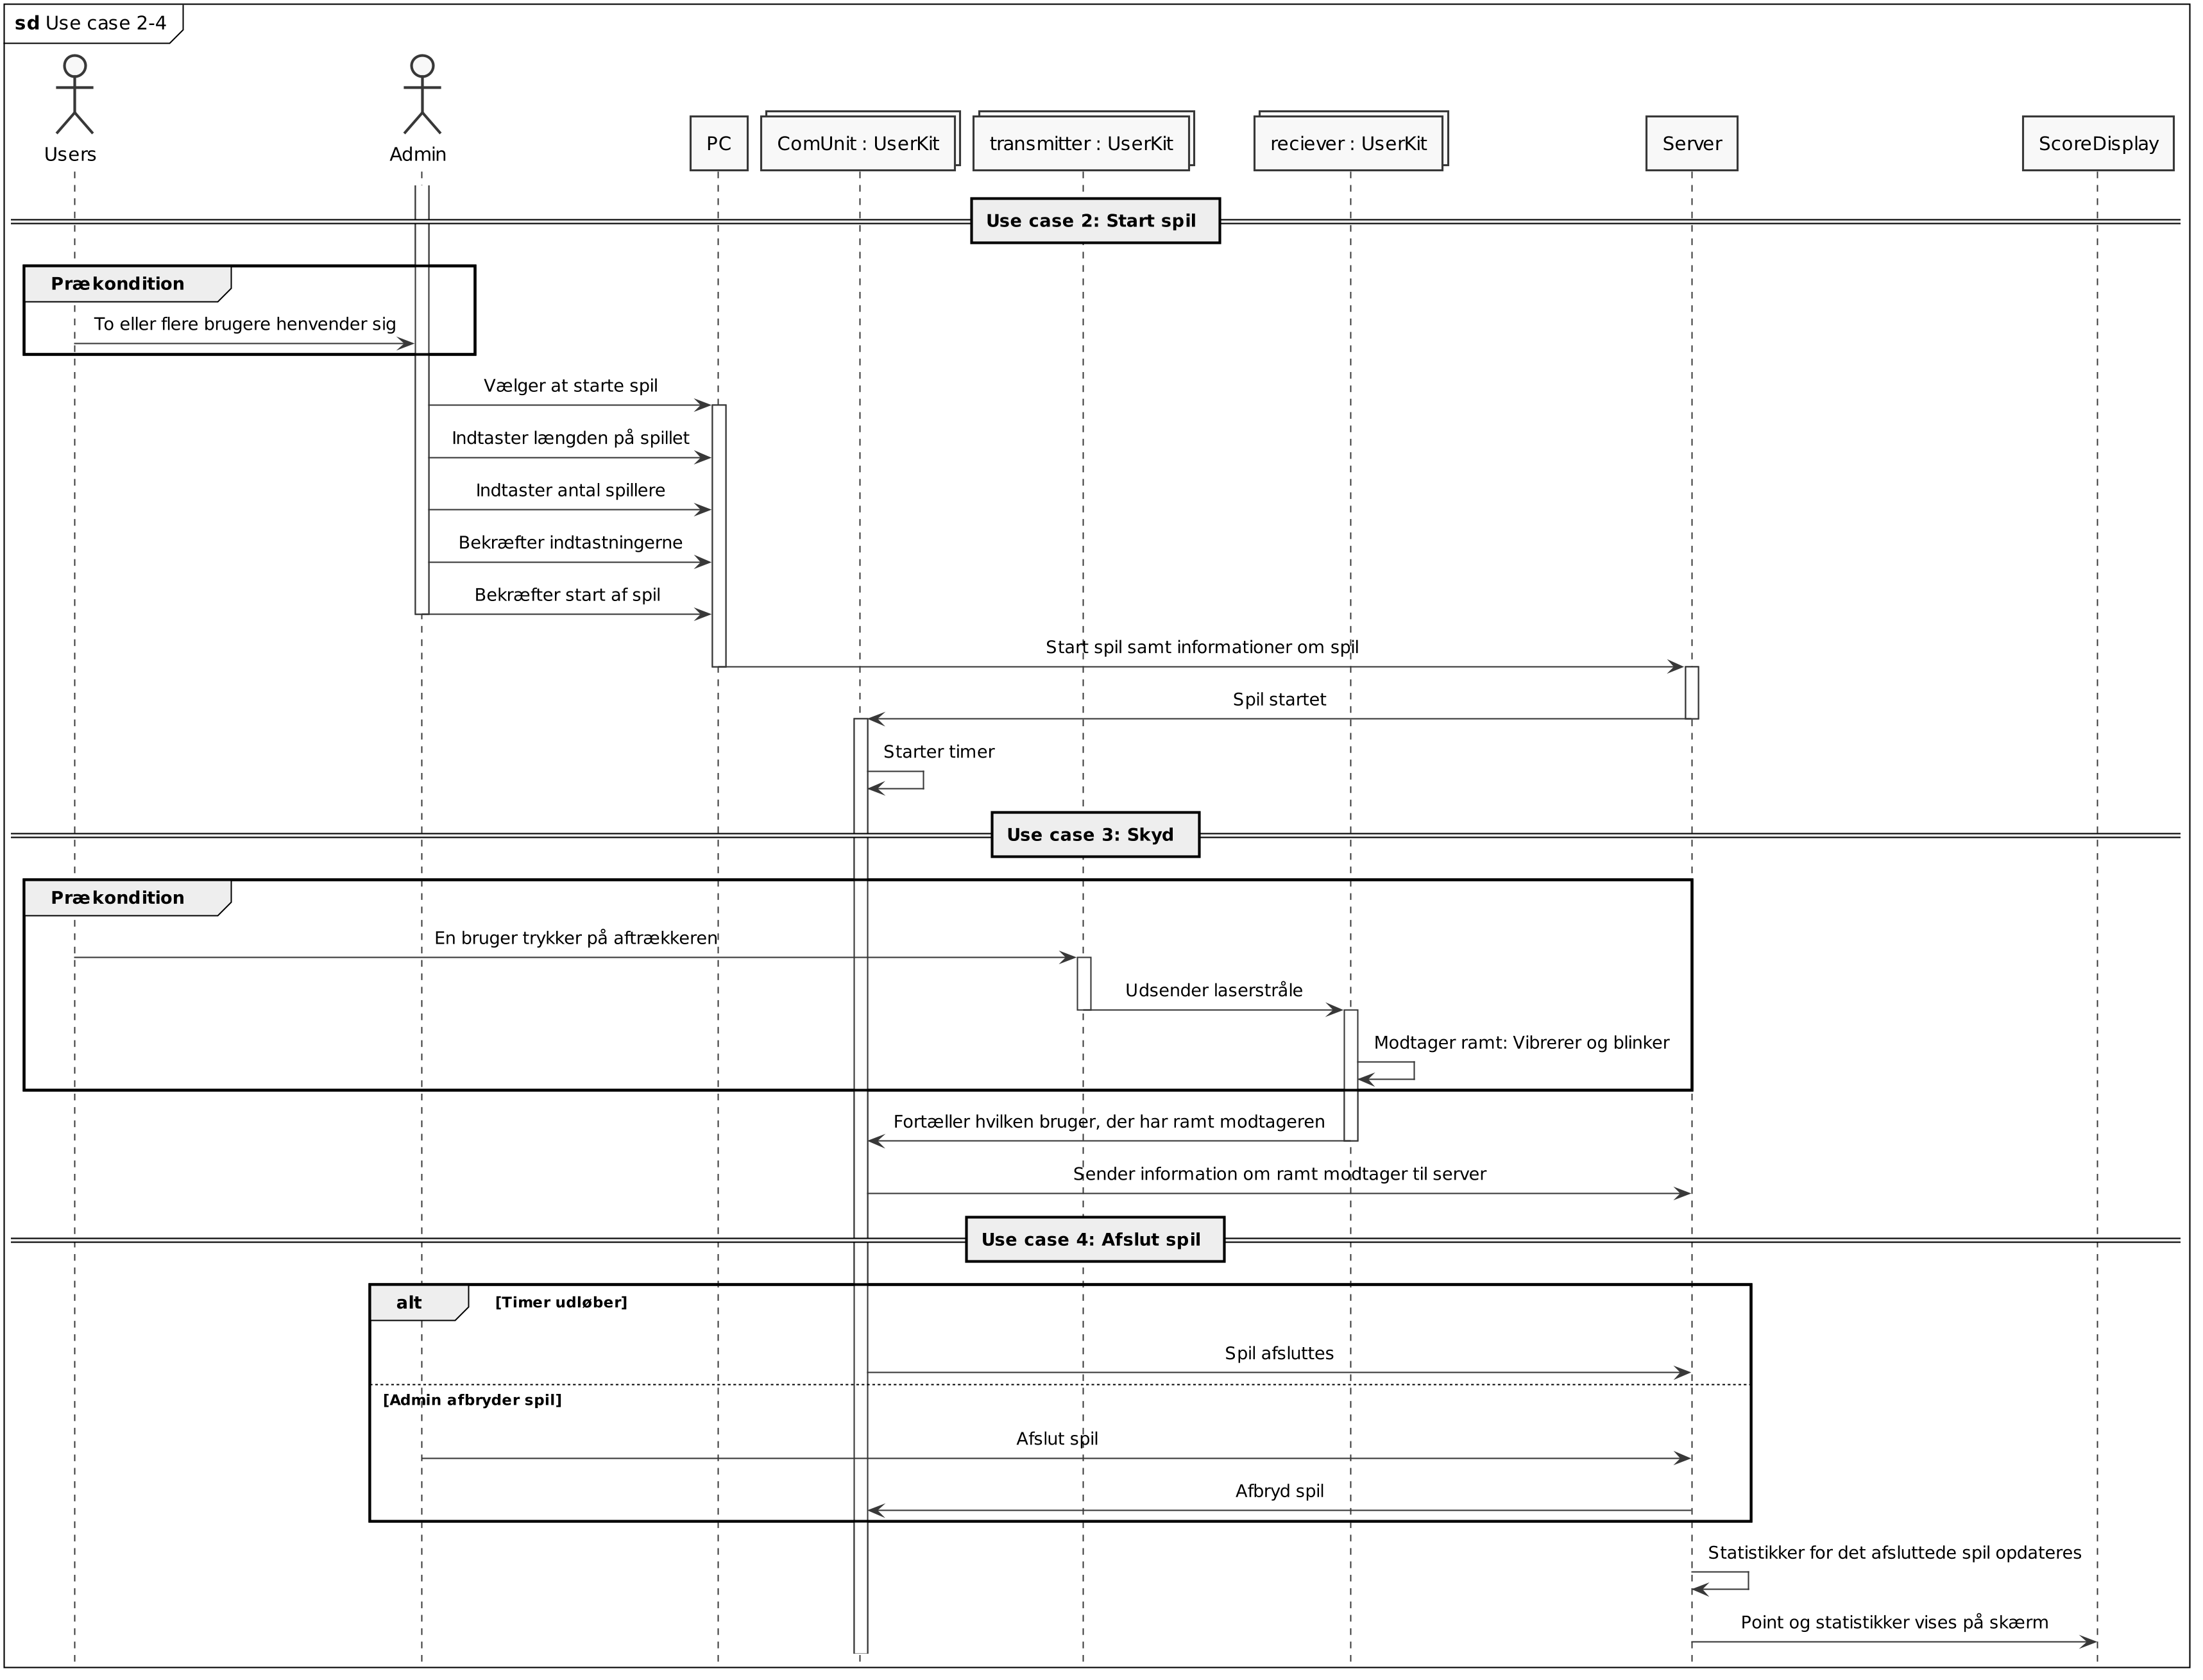 sd Use case 2-4
Users
Admin
PC
ComUnit : UserKit
transmitter : UserKit
reciever : UserKit
Server
ScoreDisplay
Use case 2: Start spil
Prækondition
To eller flere brugere henvender sig
Vælger at starte spil
Indtaster længden på spillet
Indtaster antal spillere
Bekræfter indtastningerne
Bekræfter start af spil
Start spil samt informationer om spil
Spil startet
Starter timer
Use case 3: Skyd
Prækondition
En bruger trykker på aftrækkeren
Udsender laserstråle
Modtager ramt: Vibrerer og blinker
Fortæller hvilken bruger, der har ramt modtageren
Sender information om ramt modtager til server
Use case 4: Afslut spil
alt [Timer udløber]
Spil afsluttes
[Admin afbryder spil]
Afslut spil
Afbryd spil
Statistikker for det afsluttede spil opdateres
Point og statistikker vises på skærm